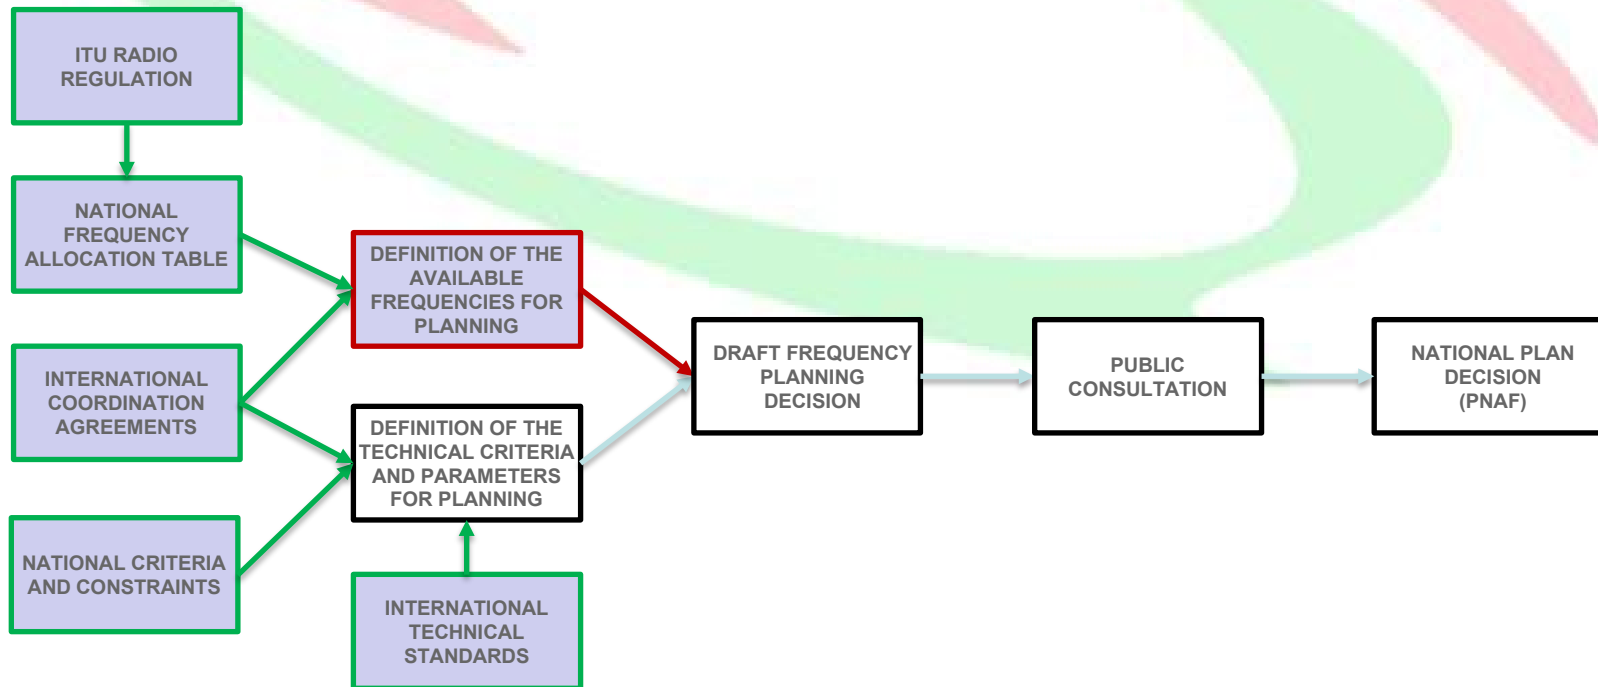 ITU RADIO
REGULATION
NATIONAL
FREQUENCY
ALLOCATION TABLE
INTERNATIONAL
COORDINATION
AGREEMENTS
NATIONAL CRITERIA
AND CONSTRAINTS
DEFINITION OF THE
AVAILABLE
FREQUENCIES FOR
PLANNING
DEFINITION OF THE
TECHNICAL CRITERIA
AND PARAMETERS
FOR PLANNING
INTERNATIONAL
TECHNICAL
STANDARDS
DRAFT FREQUENCY
PLANNING
DECISION
PUBLIC
CONSULTATION
NATIONAL PLAN
DECISION
(PNAF)